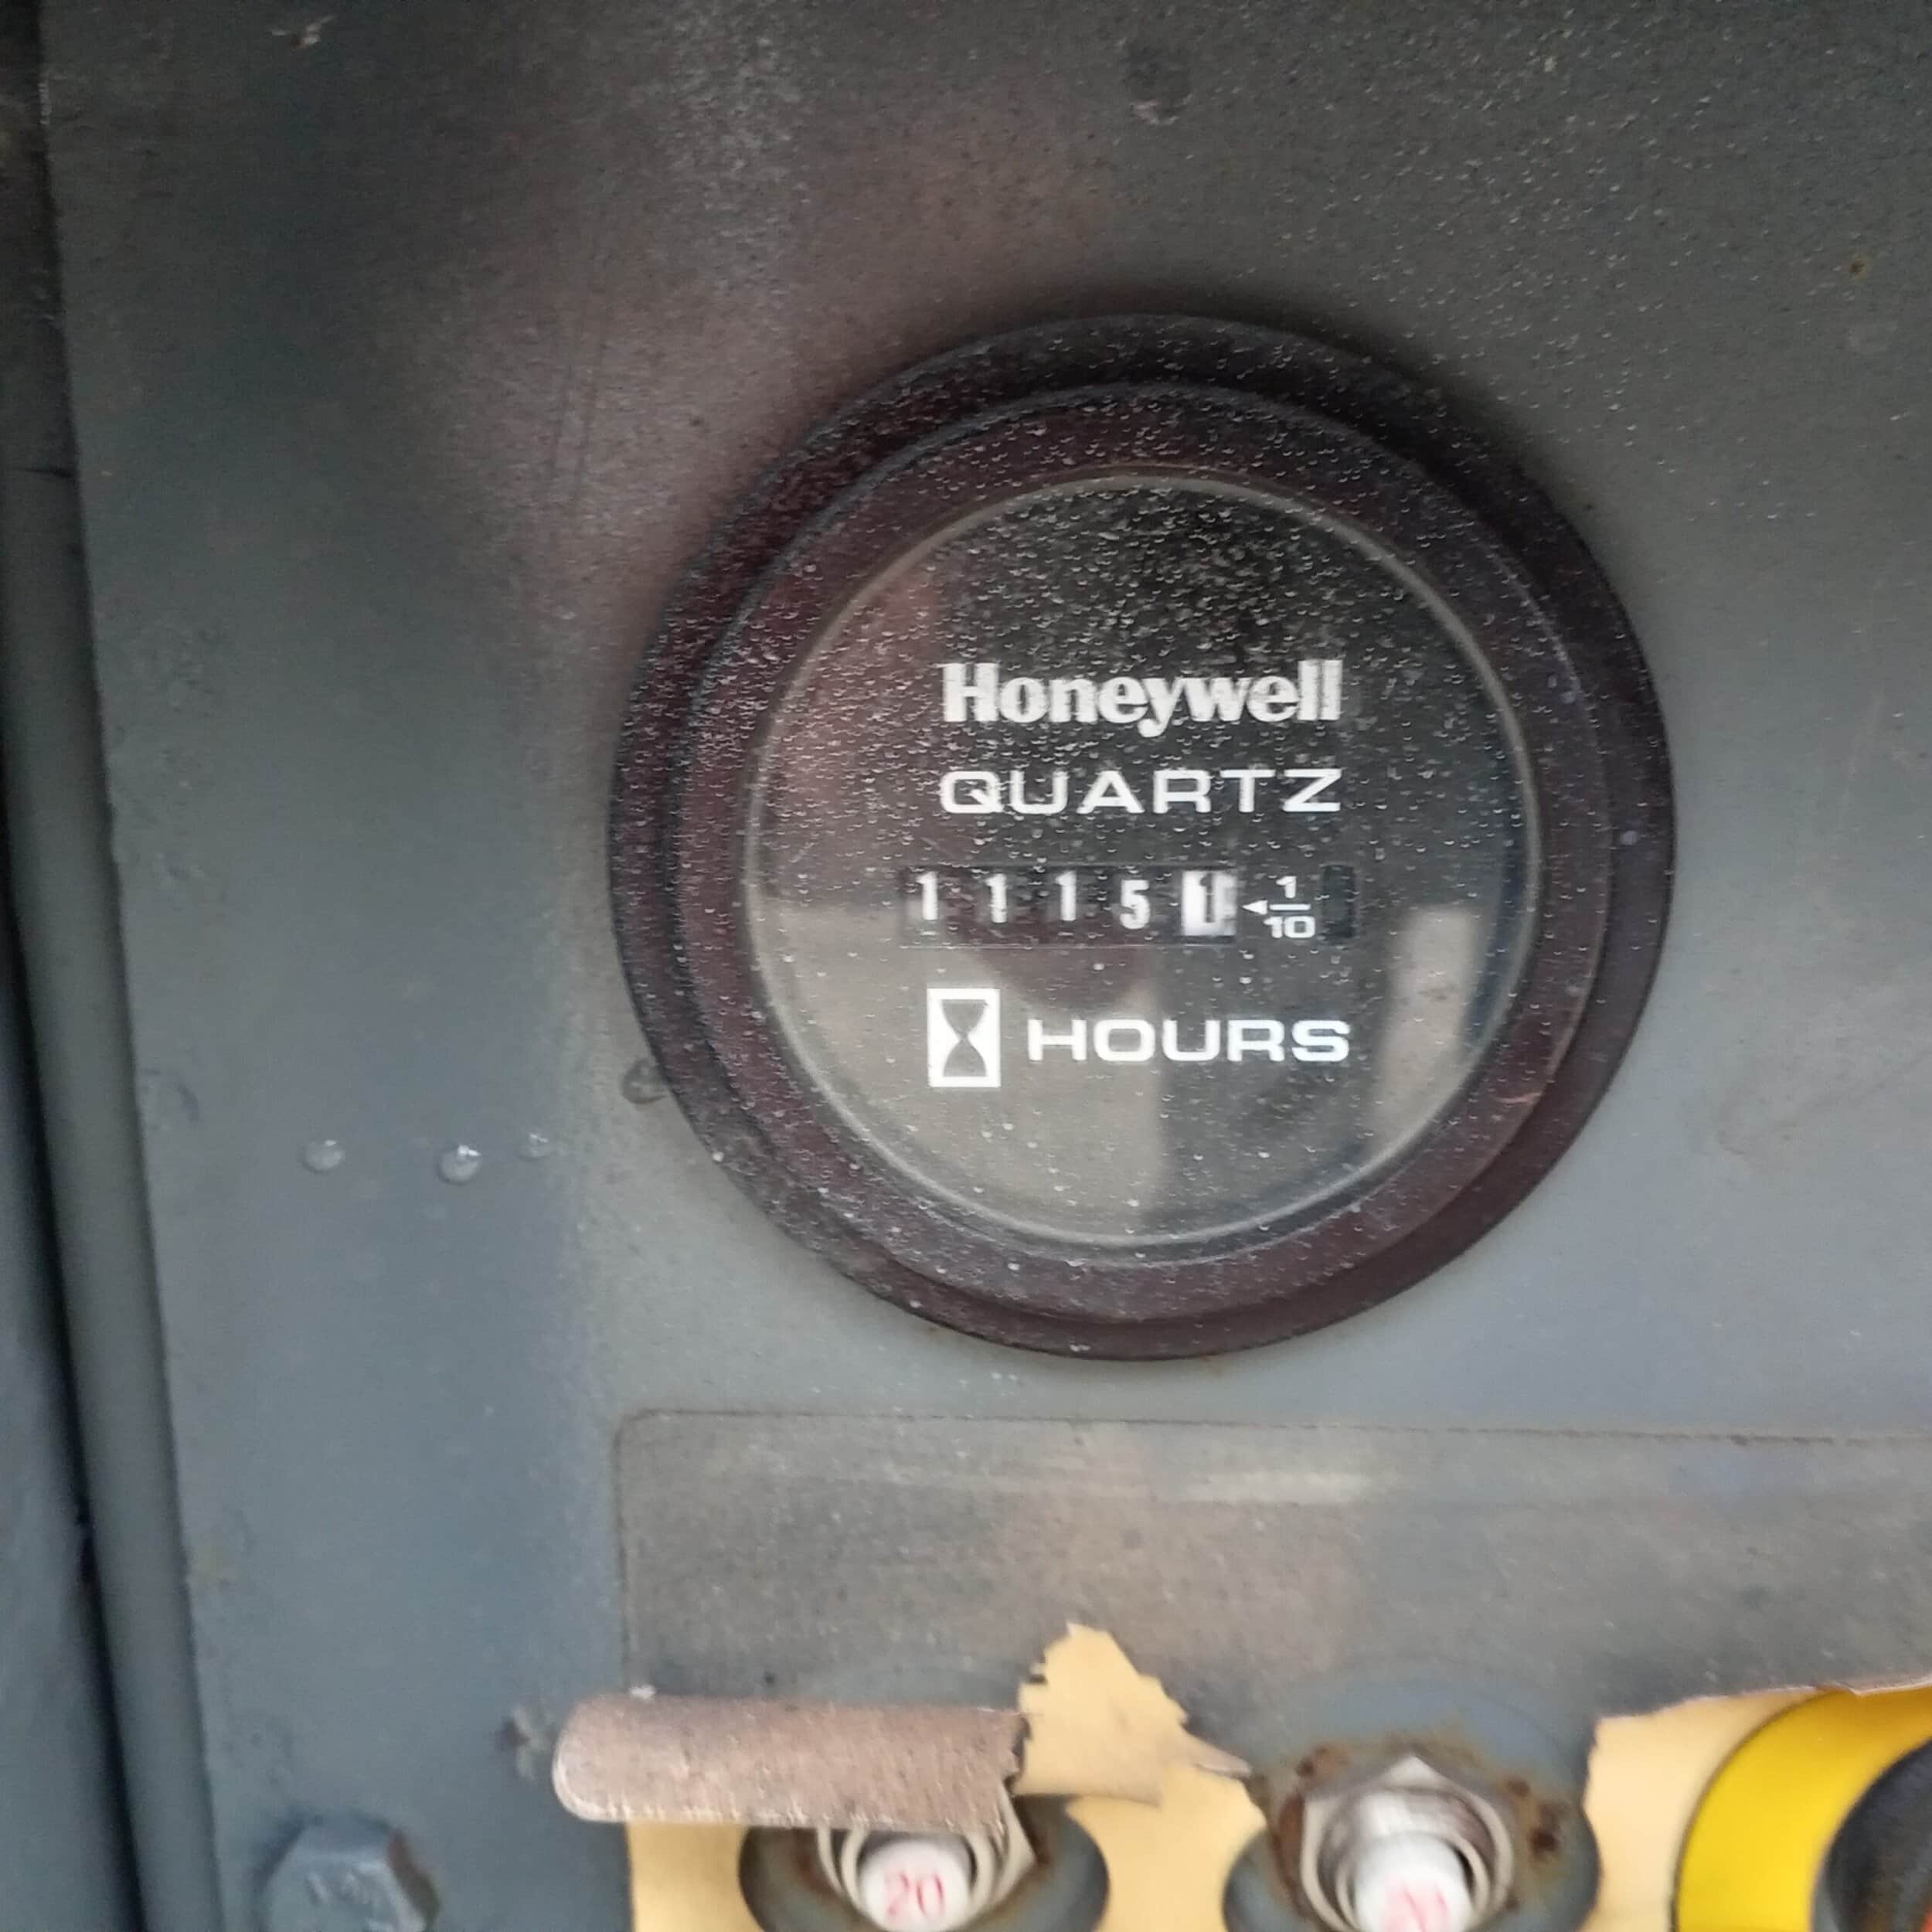 Honeywell
QUARTZ
1 1 1 5 1 ◄ 1/10
HOURS
20